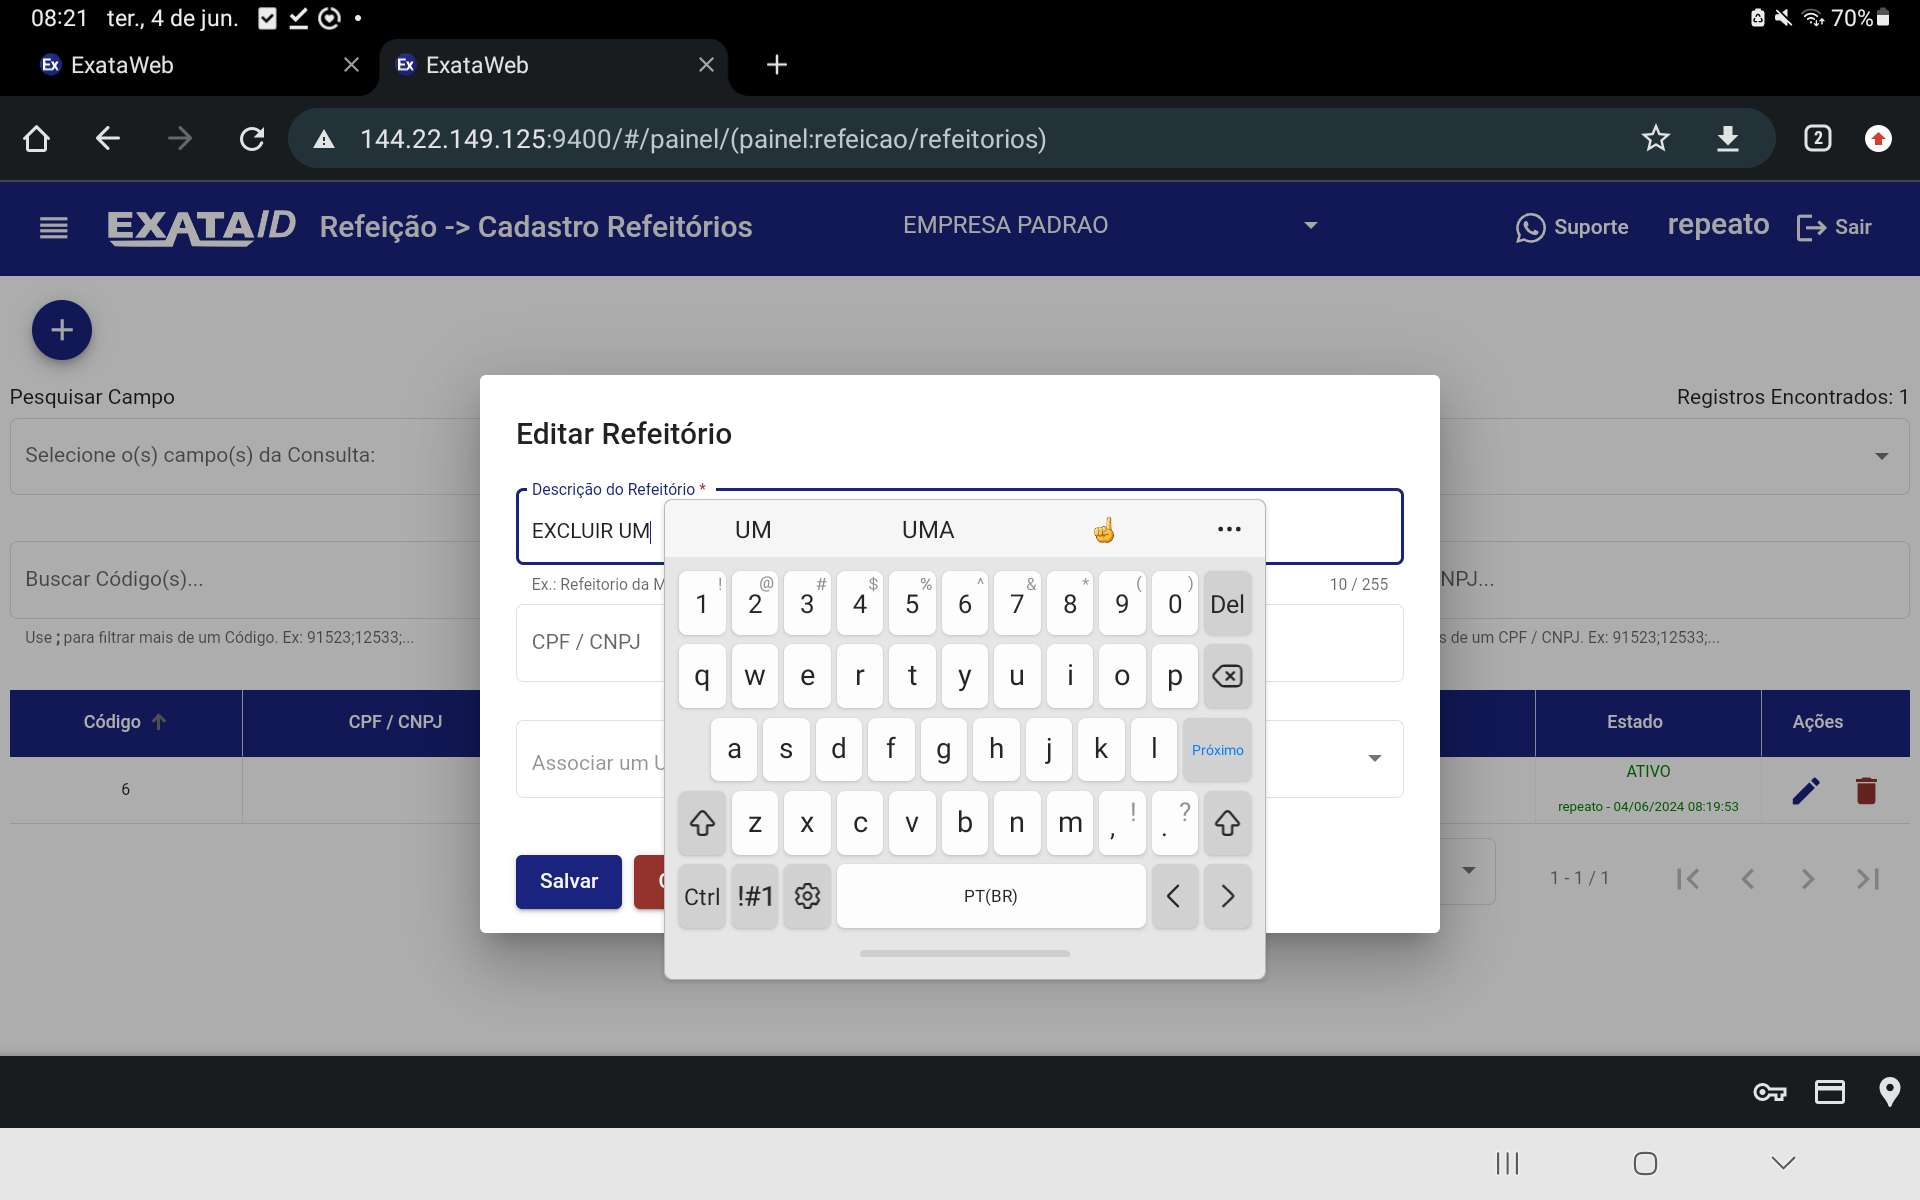 08:21 ter., 4 de jun. 70%
Ex ExataWeb Ex ExataWeb
144.22.149.125:9400/#/painel/(painel:refeicao/refeitorios) 2
EXATA/ID Refeição -> Cadastro Refeitórios EMPRESA PADRAO Suporte repeato Sair
+
Pesquisar Campo Registros Encontrados: 1
Selecione o(s) campo(s) da Consulta:
Editar Refeitório
Descrição do Refeitório *
EXCLUIR UM
UM UMA ...
Ex.: Refeitorio da M 10 / 255
Buscar Código(s)... NPJ...
Use ; para filtrar mais de um Código. Ex: 91523;12533;... s de um CPF / CNPJ. Ex: 91523;12533;...
CPF / CNPJ
! @ # $ % ^ & * ( )
1 2 3 4 5 6 7 8 9 0 Del
q w e r t y u i o p
a s d f g h j k l Próximo
z x c v b n m , ! . ?
Ctrl !#1 PT(BR) < >
Código CPF / CNPJ Estado Ações
Associar um U
6 ATIVO
repeato - 04/06/2024 08:19:53
Salvar C
1 - 1 / 1